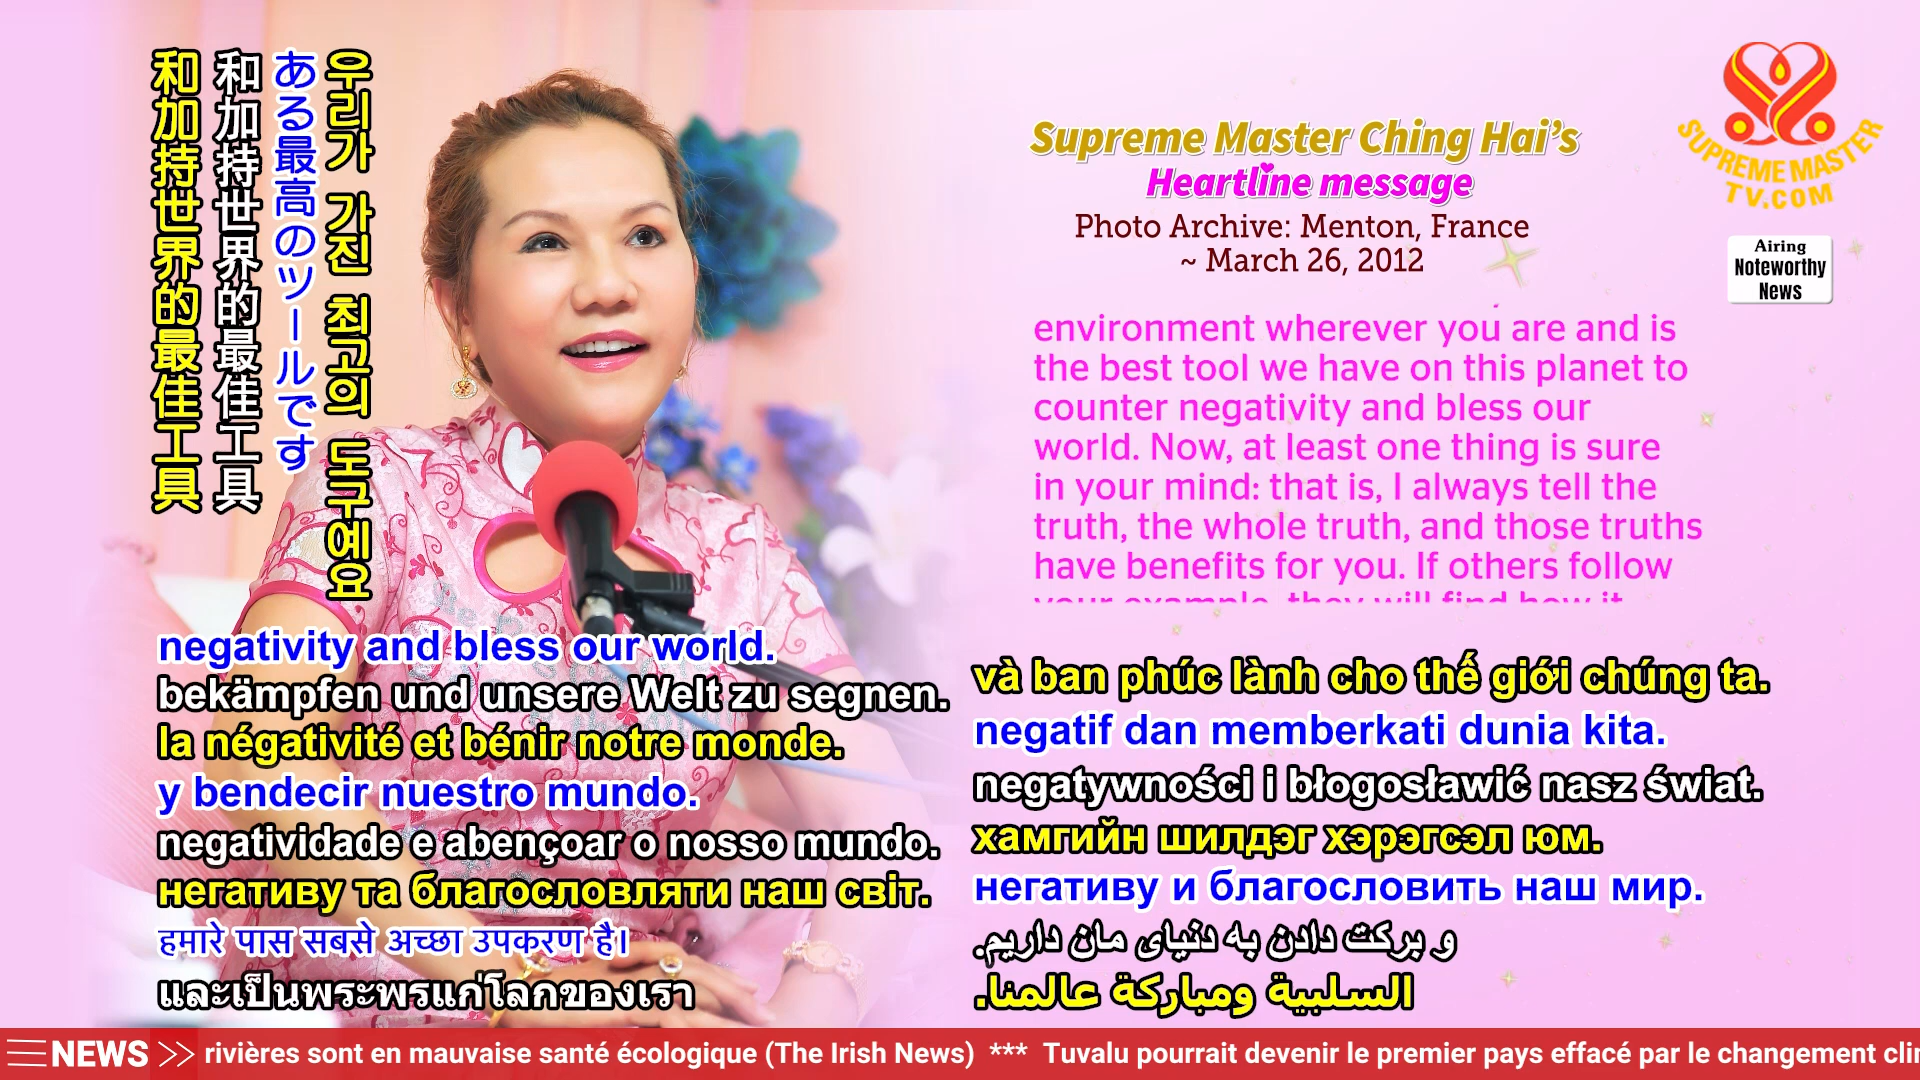 우리가 가진 최고의 도구예요
ある最高のツールです
和加持世界的最佳工具
和加持世界的最佳工具
Supreme Master Ching Hai's
Heartline message
Photo Archive: Menton, France
~ March 26, 2012
SUPREME MASTER
TV.COM
Airing
Noteworthy
News
environment wherever you are and is
the best tool we have on this planet to
counter negativity and bless our
world. Now, at least one thing is sure
in your mind: that is, I always tell the
truth, the whole truth, and those truths
have benefits for you. If others follow
your example, they will find how it
negativity and bless our world.
bekämpfen und unsere Welt zu segnen.
la négativité et bénir notre monde.
y bendecir nuestro mundo.
negatividade e abençoar o nosso mundo.
негативу та благословляти наш світ.
हमारे पास सबसे अच्छा उपकरण है।
และเป็นพระพรแก่โลกของเรา
và ban phúc lành cho thế giới chúng ta.
negatif dan memberkati dunia kita.
negatywności i błogosławić nasz świat.
хамгийн шилдэг хэрэгсэл юм.
негативу и благословить наш мир.
و برکت دادن به دنیای مان داریم.
السلبية ومباركة عالمنا.
NEWS >> rivières sont en mauvaise santé écologique (The Irish News) *** Tuvalu pourrait devenir le premier pays effacé par le changement clir